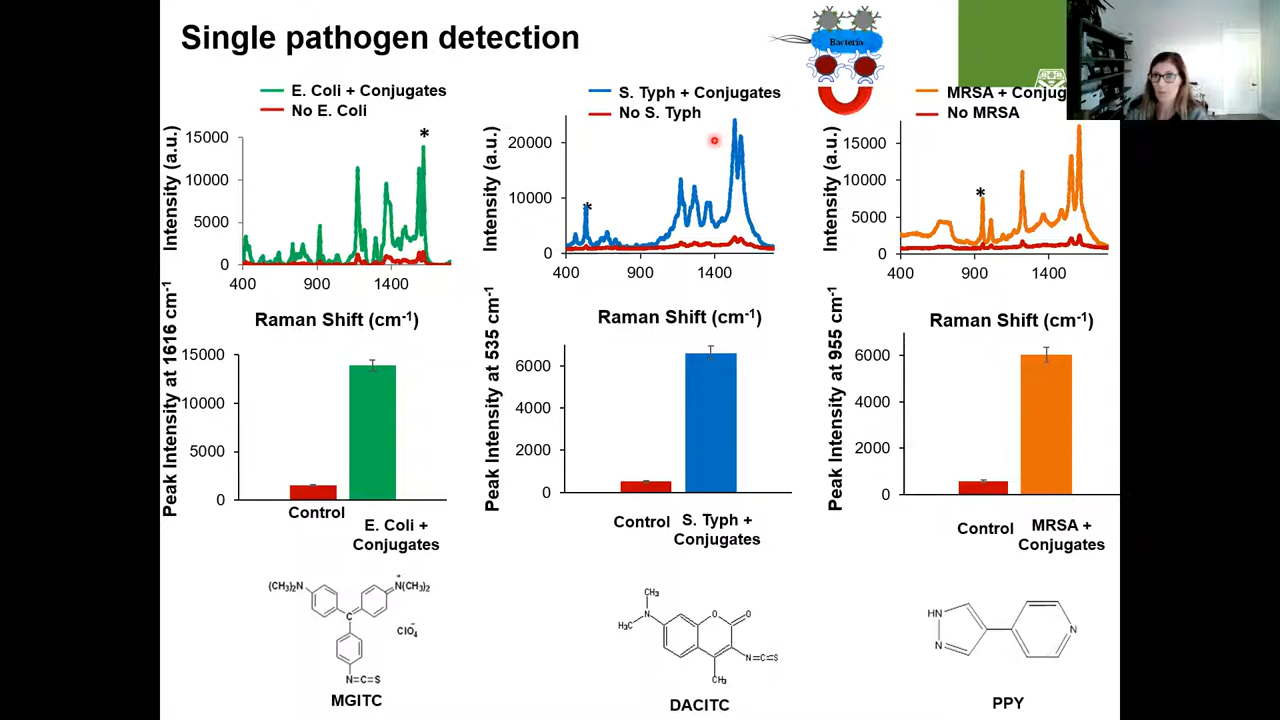 Single pathogen detection
Bacteria
E. Coli + Conjugates
No E. Coli
Intensity (a.u.)
15000
10000
5000
0
*
400
900
1400
Raman Shift (cm-1)
S. Typh + Conjugates
No S. Typh
Intensity (a.u.)
20000
10000
0
*
400
900
1400
Raman Shift (cm-1)
MRSA + Conjug
No MRSA
Intensity (a.u.)
15000
10000
5000
0
*
400
900
1400
Raman Shift (cm-1)
Peak Intensity at 1616 cm-1
15000
10000
5000
0
Control
E. Coli +
Conjugates
Peak Intensity at 535 cm-1
6000
4000
2000
0
Control
S. Typh +
Conjugates
Peak Intensity at 955 cm-1
6000
4000
2000
0
Control
MRSA +
Conjugates
(CH3)2N
N(CH3)2
C
ClO4-
N=C=S
MGITC
CH3
N
H3C
O
O
N=C=S
CH3
DACITC
HN
N
N
PPY